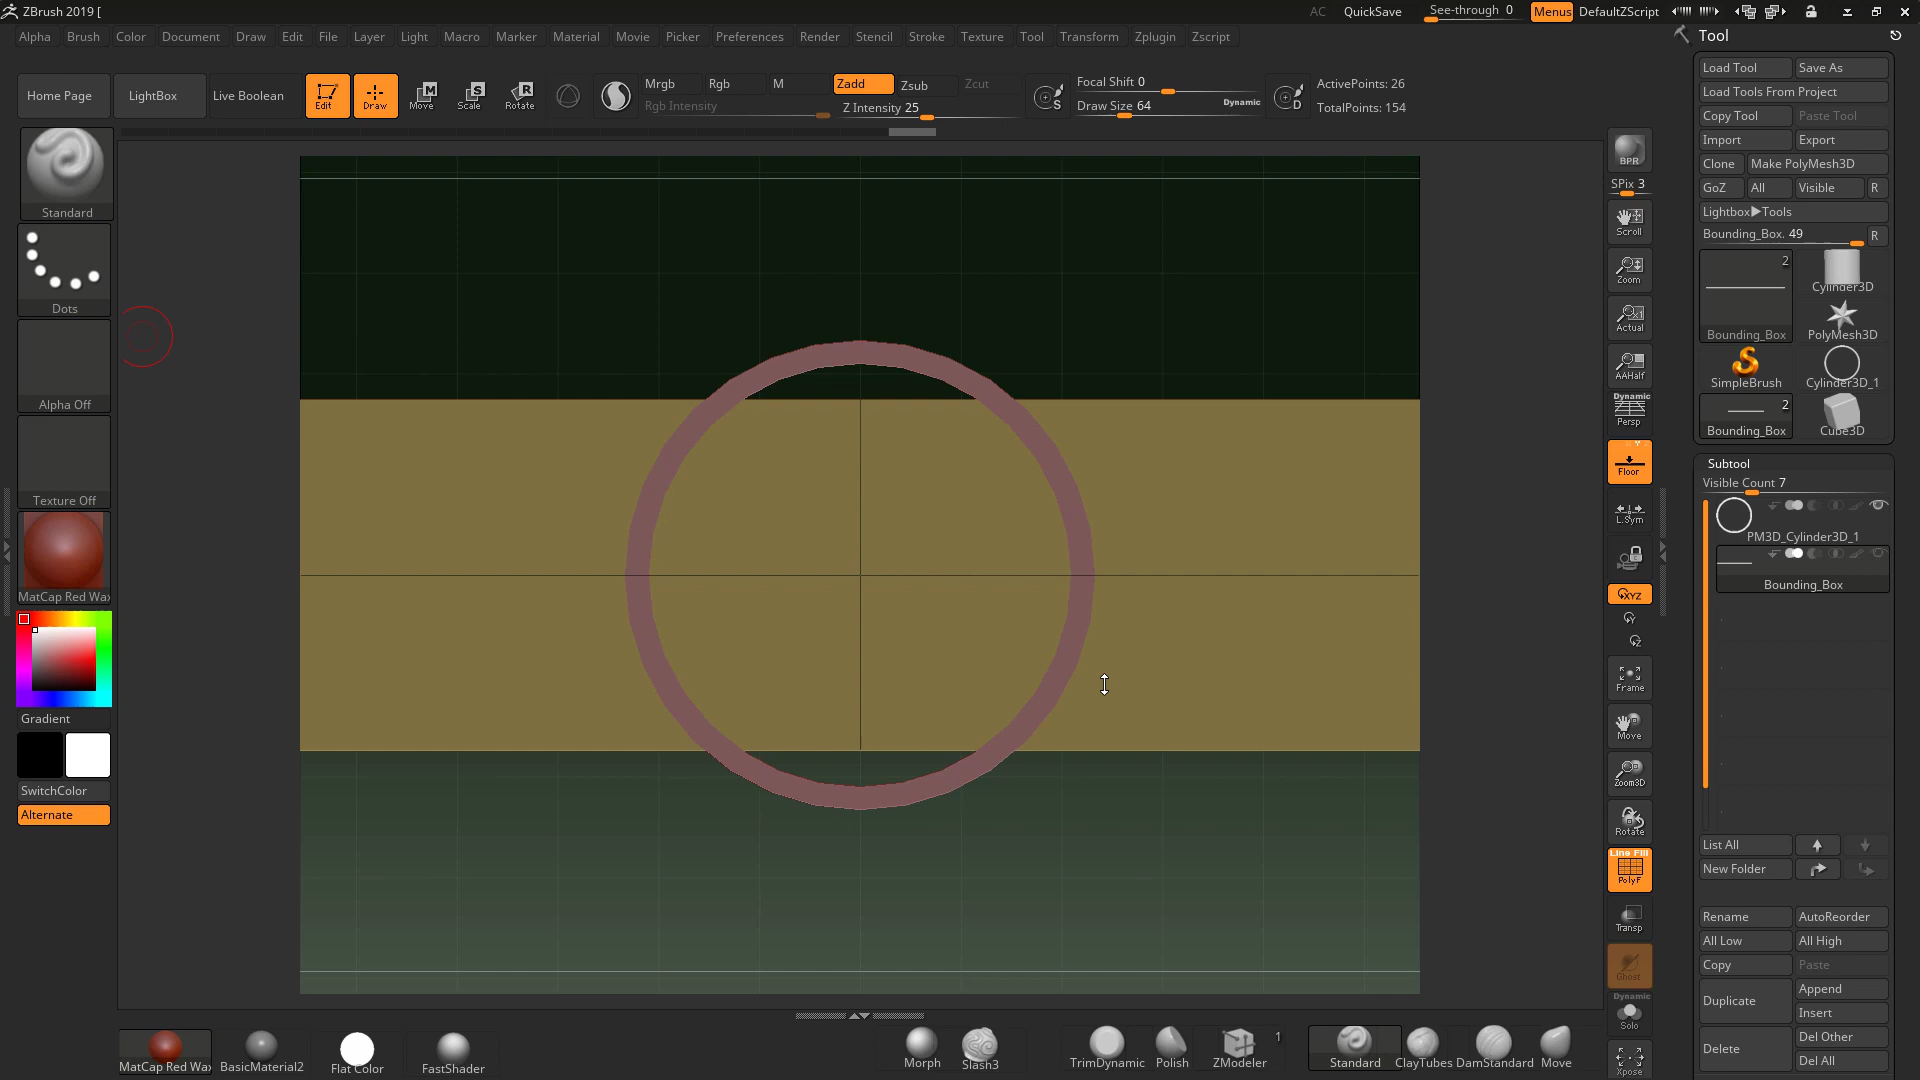 ZBrush 2019 [
AC QuickSave See-through 0 Menus DefaultZScript
Alpha Brush Color Document Draw Edit File Layer Light Macro Marker Material Movie Picker Preferences Render Stencil Stroke Texture Tool Transform Zplugin Zscript
Home Page LightBox Live Boolean Edit Draw Move Scale Rotate
M S R
Mrgb Rgb M Zadd Zsub Zcut
Rgb Intensity Z Intensity 25
S Focal Shift 0
Draw Size 64 Dynamic D
ActivePoints: 26
TotalPoints: 154
Standard
Dots
Alpha Off
Texture Off
MatCap Red Wax
Gradient
SwitchColor
Alternate
BPR
SPix 3
Scroll
Zoom
Actual
AAHalf
Dynamic
Persp
Floor
L.Sym
XYZ
Y
Z
Frame
Move
Zoom3D
Rotate
Line Fill
PolyF
Transp
Ghost
Dynamic
Solo
Xpose
Tool
Load Tool Save As
Load Tools From Project
Copy Tool Paste Tool
Import Export
Clone Make PolyMesh3D
GoZ All Visible R
Lightbox▶Tools
Bounding_Box. 49 R
2
Bounding_Box Cylinder3D
PolyMesh3D
SimpleBrush Cylinder3D_1
2
Bounding_Box Cube3D
Subtool
Visible Count 7
PM3D_Cylinder3D_1
Bounding_Box
List All
New Folder
Rename AutoReorder
All Low All High
Copy Paste
Duplicate Append
Insert
Delete Del Other
Del All
MatCap Red Wax BasicMaterial2 Flat Color FastShader Morph Slash3 TrimDynamic Polish ZModeler 1 Standard ClayTubes DamStandard Move